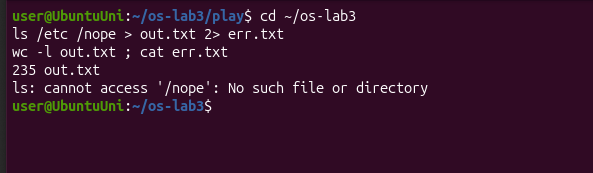 user@UbuntuUni:~/os-lab3/play$ cd ~/os-lab3
ls /etc /nope > out.txt 2> err.txt
wc -l out.txt ; cat err.txt
235 out.txt
ls: cannot access '/nope': No such file or directory
user@UbuntuUni:~/os-lab3$